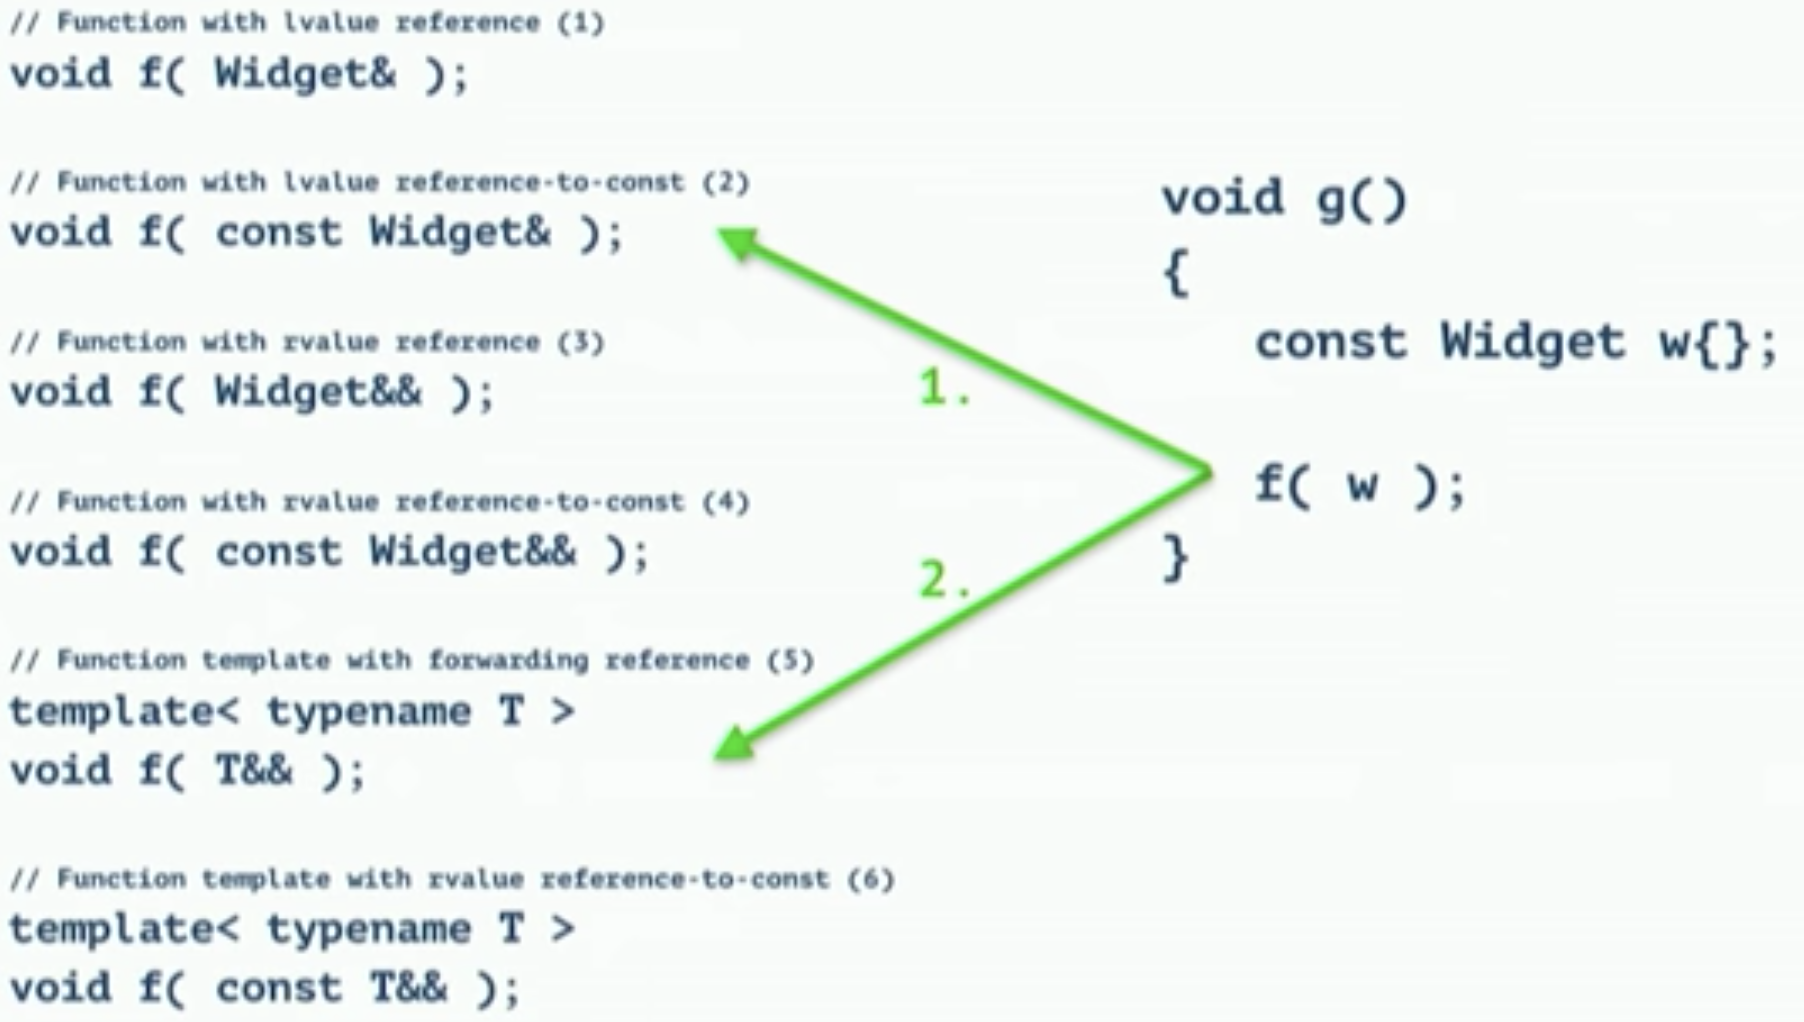 // Function with lvalue reference (1)
void f( Widget& );
// Function with lvalue reference-to-const (2)
void f( const Widget& );
// Function with rvalue reference (3)
void f( Widget&& );
// Function with rvalue reference-to-const (4)
void f( const Widget&& );
// Function template with forwarding reference (5)
template< typename T >
void f( T&& );
// Function template with rvalue reference-to-const (6)
template< typename T >
void f( const T&& );
1.
2.
void g()
{
const Widget w{};
f( w );
}